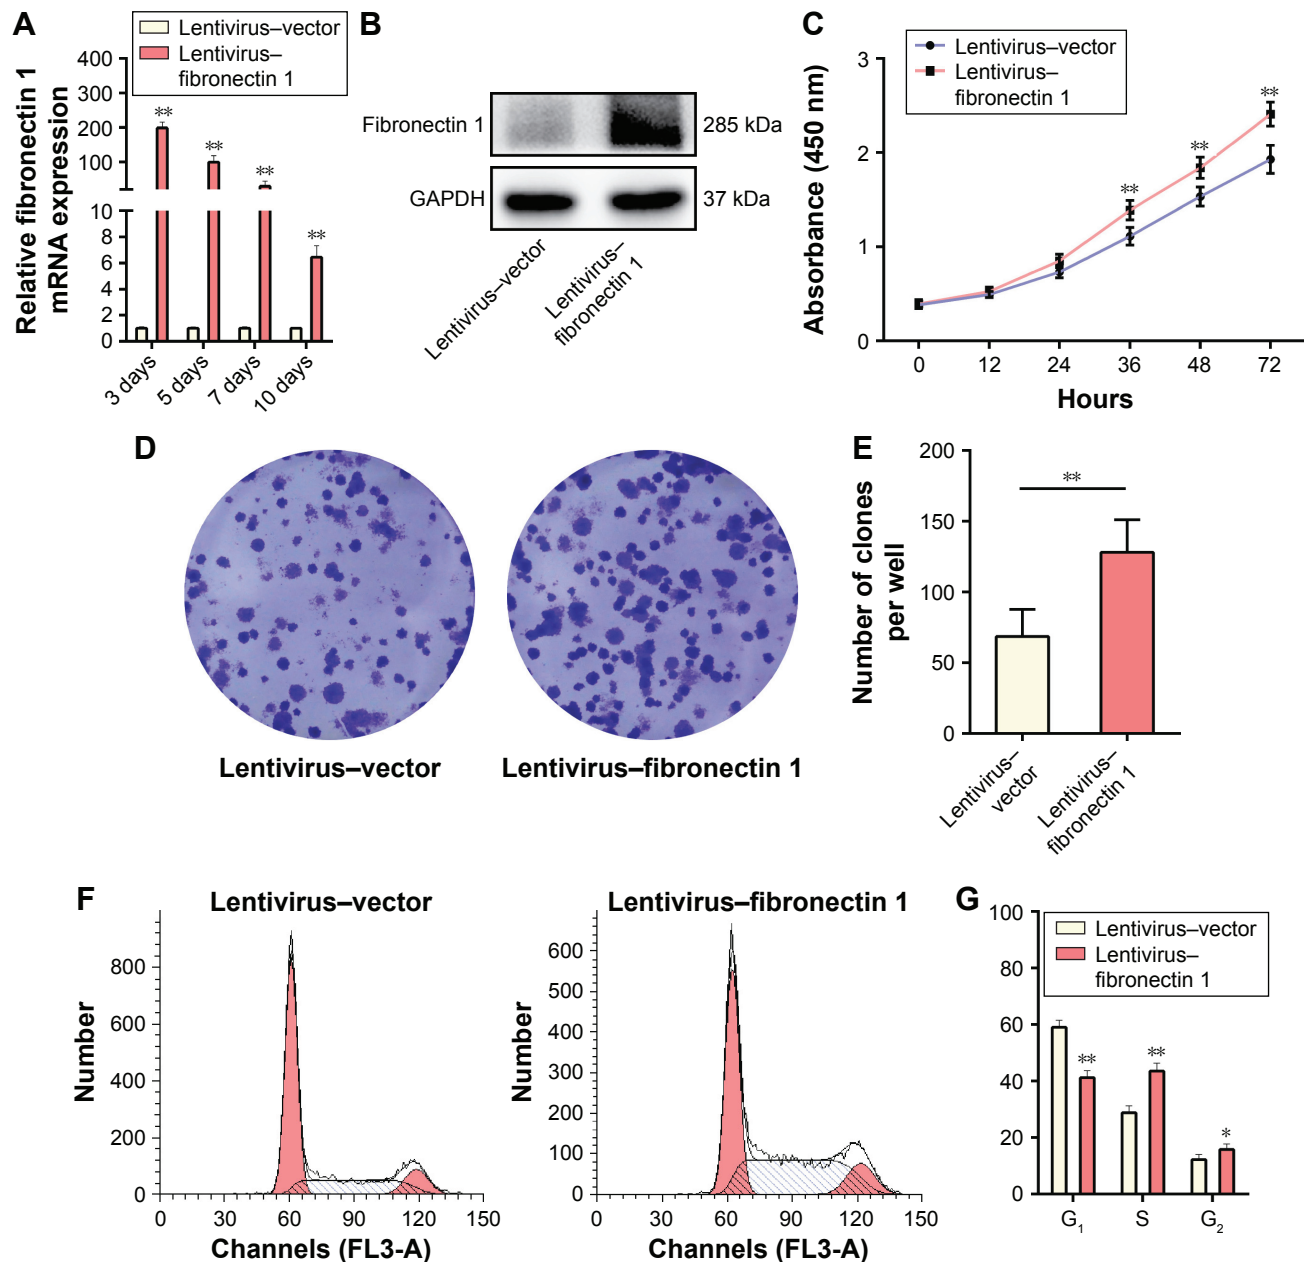 A
Lentivirus–vector
Lentivirus–
fibronectin 1
Relative fibronectin 1
mRNA expression
400
300
200
100
10
8
6
4
2
0
**
**
**
**
3 days
5 days
7 days
10 days
B
Fibronectin 1
285 kDa
GAPDH
37 kDa
Lentivirus–vector
Lentivirus–
fibronectin 1
C
Lentivirus–vector
Lentivirus–
fibronectin 1
Absorbance (450 nm)
3
2
1
0
**
**
**
0 12 24 36 48 72
Hours
D
Lentivirus–vector
Lentivirus–fibronectin 1
E
Number of clones
per well
200
150
100
50
0
**
Lentivirus–
vector
Lentivirus–
fibronectin 1
F
Lentivirus–vector
Number
800
600
400
200
0
0 30 60 90 120 150
Channels (FL3-A)
Lentivirus–fibronectin 1
Number
600
500
400
300
200
100
0
0 30 60 90 120 150
Channels (FL3-A)
G
Lentivirus–vector
Lentivirus–
fibronectin 1
100
80
60
40
20
0
**
**
*
G1 S G2